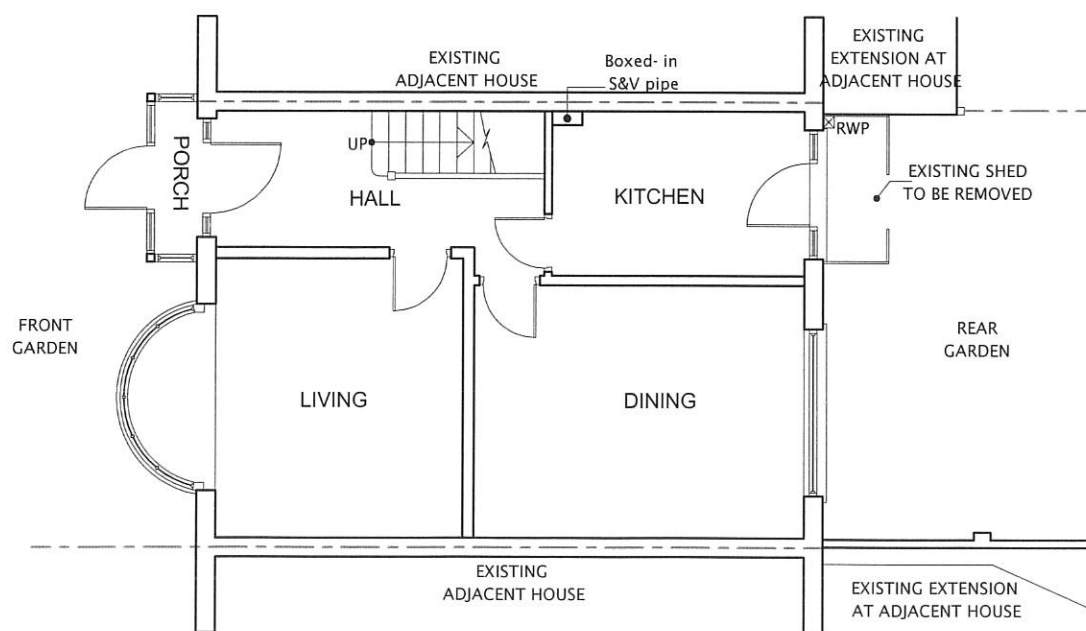 EXISTING
ADJACENT HOUSE
Boxed- in
S&V pipe
EXISTING
EXTENSION AT
ADJACENT HOUSE
PORCH
UP
HALL
KITCHEN
RWP
EXISTING SHED
TO BE REMOVED
FRONT
GARDEN
LIVING
DINING
REAR
GARDEN
EXISTING
ADJACENT HOUSE
EXISTING EXTENSION
AT ADJACENT HOUSE